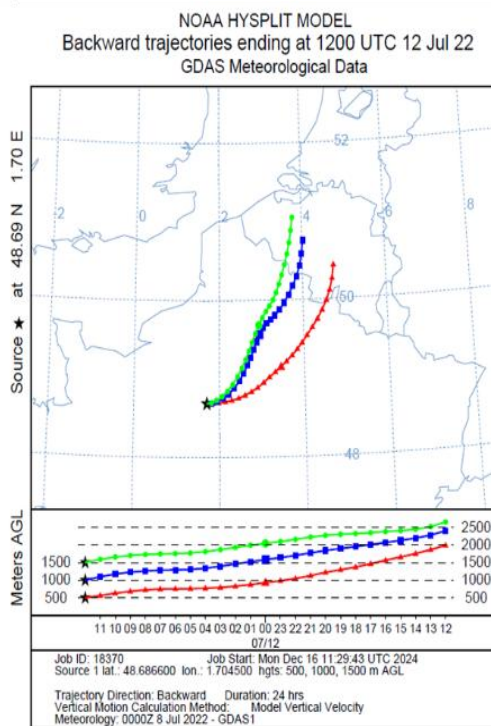 NOAA HYSPLIT MODEL
Backward trajectories ending at 1200 UTC 12 Jul 22
GDAS Meteorological Data
Source ★ at 48.69 N 1.70 E
-2 0 2 4 6 8
52
50
48
Meters AGL
2500
2000
1500 1500
1000 1000
500 500
11 10 09 08 07 06 05 04 03 02 01 00 23 22 21 20 19 18 17 16 15 14 13 12
07/12
Job ID: 18370 Job Start: Mon Dec 16 11:29:43 UTC 2024
Source 1 lat.: 48.686600 lon.: 1.704500 hgts: 500, 1000, 1500 m AGL
Trajectory Direction: Backward Duration: 24 hrs
Vertical Motion Calculation Method: Model Vertical Velocity
Meteorology: 0000Z 8 Jul 2022 - GDAS1